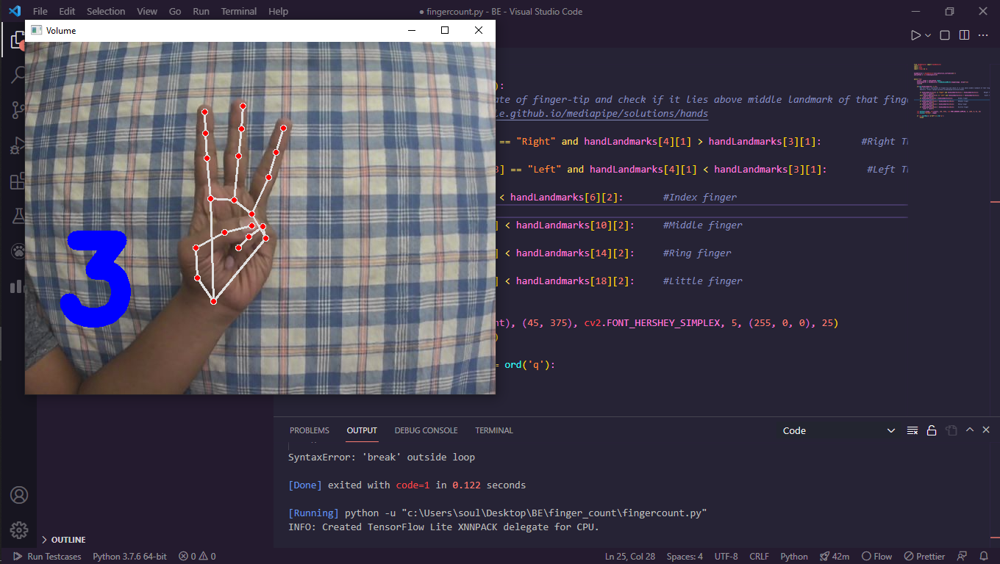 File Edit Selection View Go Run Terminal Help
● fingercount.py - BE - Visual Studio Code
Volume
):
ate of finger-tip and check if it lies above middle landmark of that fing
le.github.io/mediapipe/solutions/hands
== "Right" and handLandmarks[4][1] > handLandmarks[3][1]: #Right T
] == "Left" and handLandmarks[4][1] < handLandmarks[3][1]: #Left T
< handLandmarks[6][2]: #Index finger
] < handLandmarks[10][2]: #Middle finger
] < handLandmarks[14][2]: #Ring finger
] < handLandmarks[18][2]: #Little finger
3
nt), (45, 375), cv2.FONT_HERSHEY_SIMPLEX, 5, (255, 0, 0), 25)
)
= ord('q'):
PROBLEMS OUTPUT DEBUG CONSOLE TERMINAL
Code
SyntaxError: 'break' outside loop
[Done] exited with code=1 in 0.122 seconds
[Running] python -u "c:\Users\soul\Desktop\BE\finger_count\fingercount.py"
INFO: Created TensorFlow Lite XNNPACK delegate for CPU.
OUTLINE
Run Testcases Python 3.7.6 64-bit 0 0
Ln 25, Col 28 Spaces: 4 UTF-8 CRLF Python 42m Flow Prettier